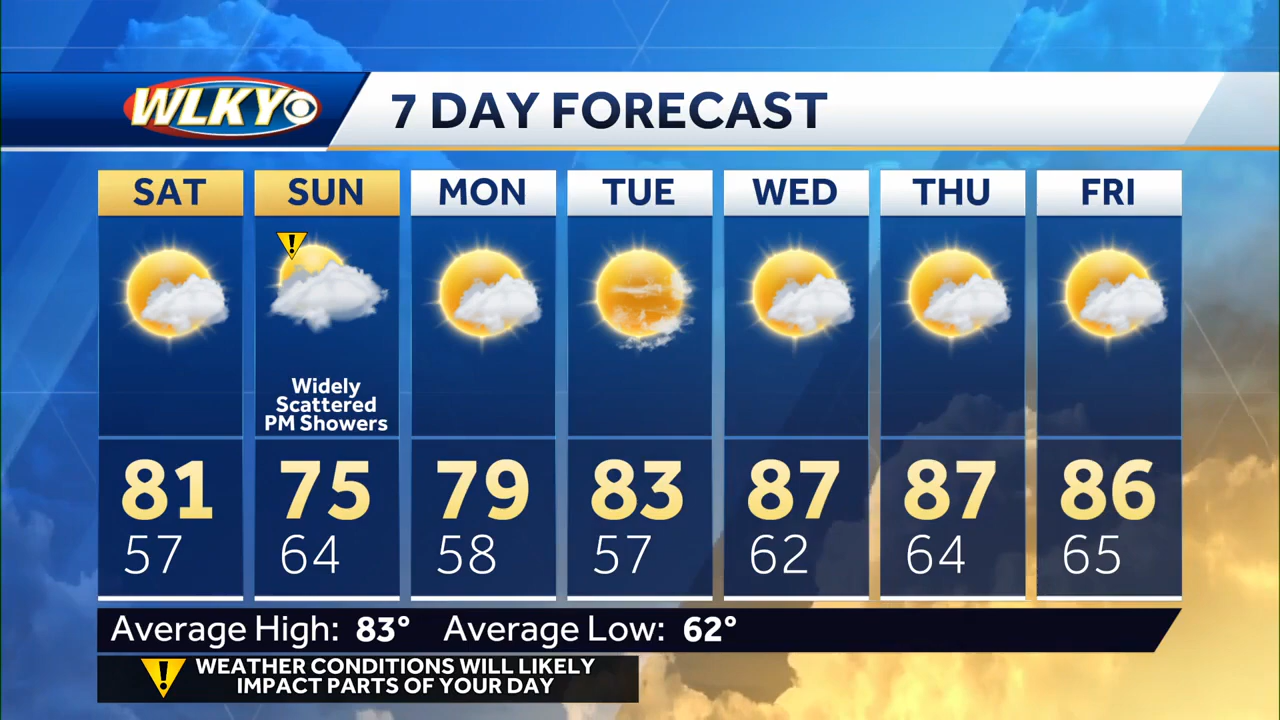 WLKY
7 DAY FORECAST
SAT SUN MON TUE WED THU FRI
!
Widely
Scattered
PM Showers
81 75 79 83 87 87 86
57 64 58 57 62 64 65
Average High: 83° Average Low: 62°
! WEATHER CONDITIONS WILL LIKELY
IMPACT PARTS OF YOUR DAY